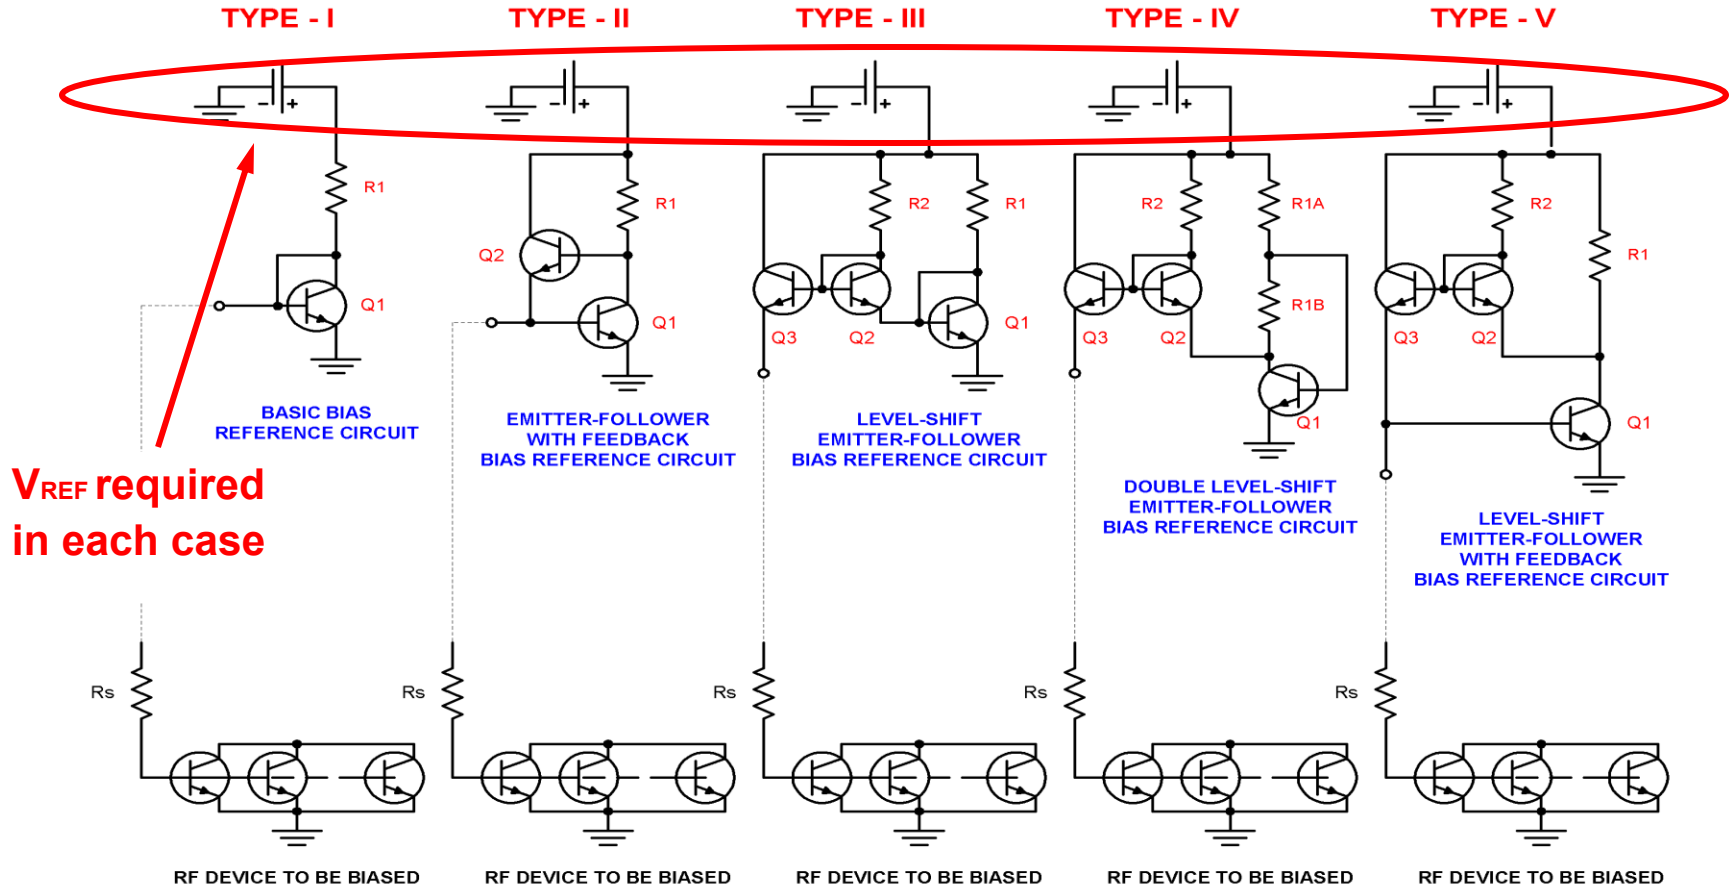 TYPE - I
TYPE - II
TYPE - III
TYPE - IV
TYPE - V
- +
- +
- +
- +
- +
R1
Q1
BASIC BIAS
REFERENCE CIRCUIT
R1
Q2
Q1
EMITTER-FOLLOWER
WITH FEEDBACK
BIAS REFERENCE CIRCUIT
R2
R1
Q3
Q2
Q1
LEVEL-SHIFT
EMITTER-FOLLOWER
BIAS REFERENCE CIRCUIT
R2
R1A
R1B
Q3
Q2
Q1
DOUBLE LEVEL-SHIFT
EMITTER-FOLLOWER
BIAS REFERENCE CIRCUIT
R2
R1
Q3
Q2
Q1
LEVEL-SHIFT
EMITTER-FOLLOWER
WITH FEEDBACK
BIAS REFERENCE CIRCUIT
VREF required
in each case
Rs
Rs
Rs
Rs
Rs
RF DEVICE TO BE BIASED
RF DEVICE TO BE BIASED
RF DEVICE TO BE BIASED
RF DEVICE TO BE BIASED
RF DEVICE TO BE BIASED